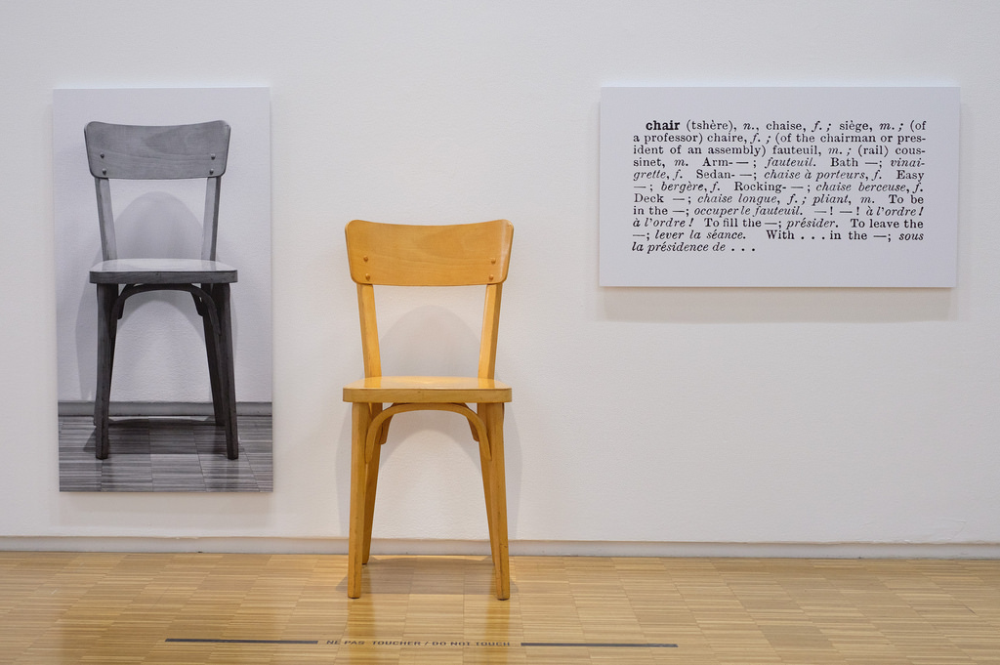 chair (tshère), n., chaise, f. ; siège, m. ; (of
a professor) chaire, f. ; (of the chairman or pres-
ident of an assembly) fauteuil, m. ; (rail) cous-
sinet, m. Arm- — ; fauteuil. Bath — ; vinai-
grette, f. Sedan- — ; chaise à porteurs, f. Easy
— ; bergère, f. Rocking- — ; chaise berceuse, f.
Deck — ; chaise longue, f. ; pliant, m. To be
in the — ; occuper le fauteuil. — ! — ! à l'ordre !
à l'ordre ! To fill the — ; présider. To leave the
— ; lever la séance. With . . . in the — ; sous
la présidence de . . .
NE PAS TOUCHER / DO NOT TOUCH